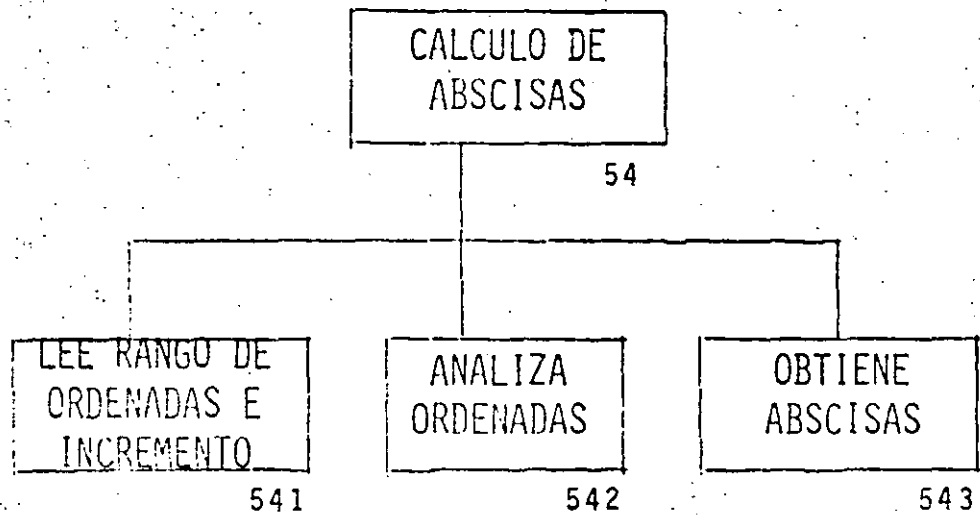 CALCULO DE
ABSCISAS
54
LEE RANGO DE
ORDENADAS E
INCREMENTO
541
ANALIZA
ORDENADAS
542
OBTIENE
ABSCISAS
543